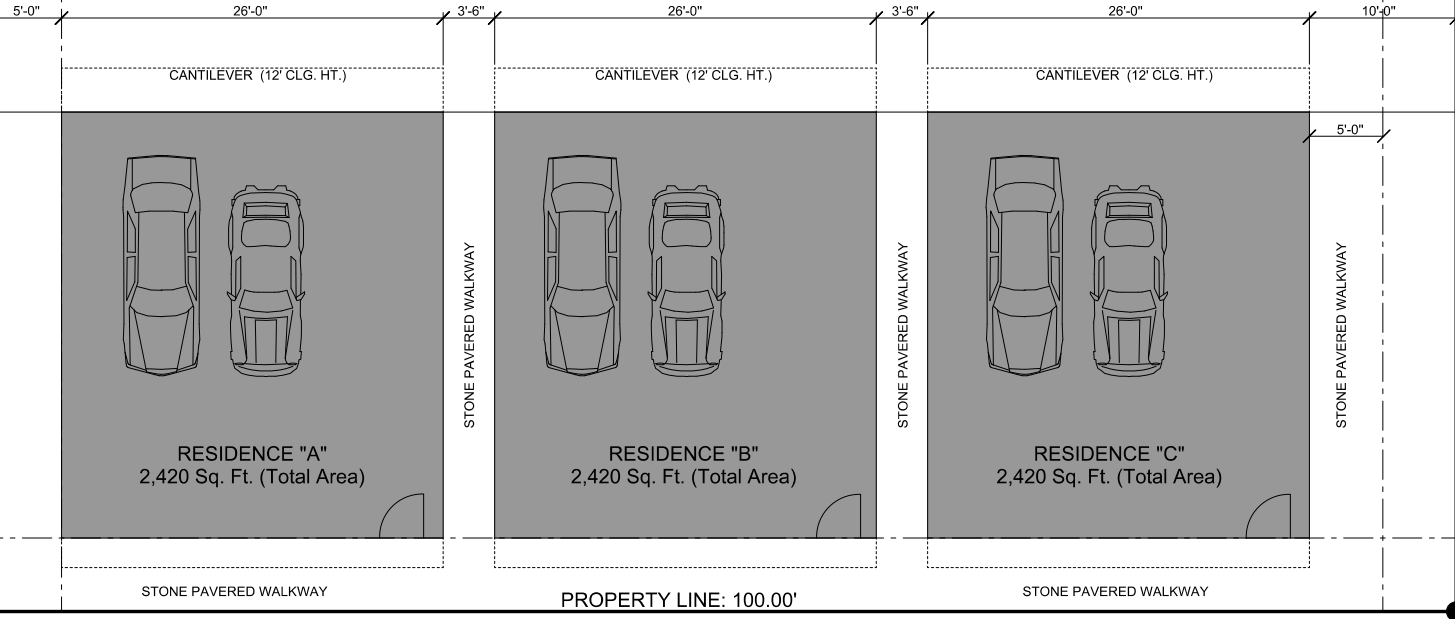 5'-0" 26'-0" 3'-6" 26'-0" 3'-6" 26'-0" 10'-0"
CANTILEVER (12' CLG. HT.) CANTILEVER (12' CLG. HT.) CANTILEVER (12' CLG. HT.)
5'-0"
STONE PAVERED WALKWAY
STONE PAVERED WALKWAY
STONE PAVERED WALKWAY
RESIDENCE "A"
2,420 Sq. Ft. (Total Area)
RESIDENCE "B"
2,420 Sq. Ft. (Total Area)
RESIDENCE "C"
2,420 Sq. Ft. (Total Area)
STONE PAVERED WALKWAY
PROPERTY LINE: 100.00'
STONE PAVERED WALKWAY